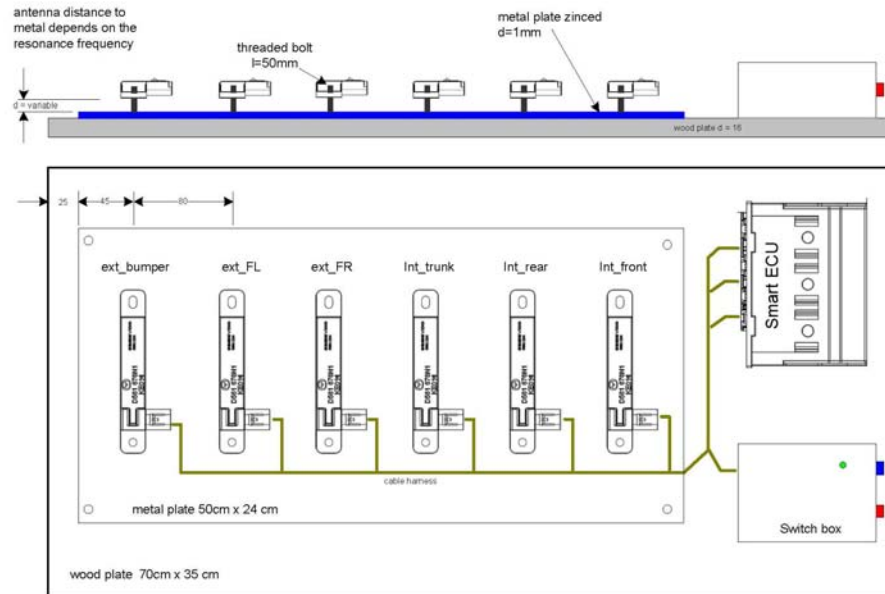 antenna distance to
metal depends on the
resonance frequency
threaded bolt
l=50mm
metal plate zinced
d=1mm
d = variable
wood plate d = 16
25
45
80
ext_bumper
ext_FL
ext_FR
Int_trunk
Int_rear
Int_front
Smart ECU
cable harness
metal plate 50cm x 24 cm
Switch box
wood plate 70cm x 35 cm